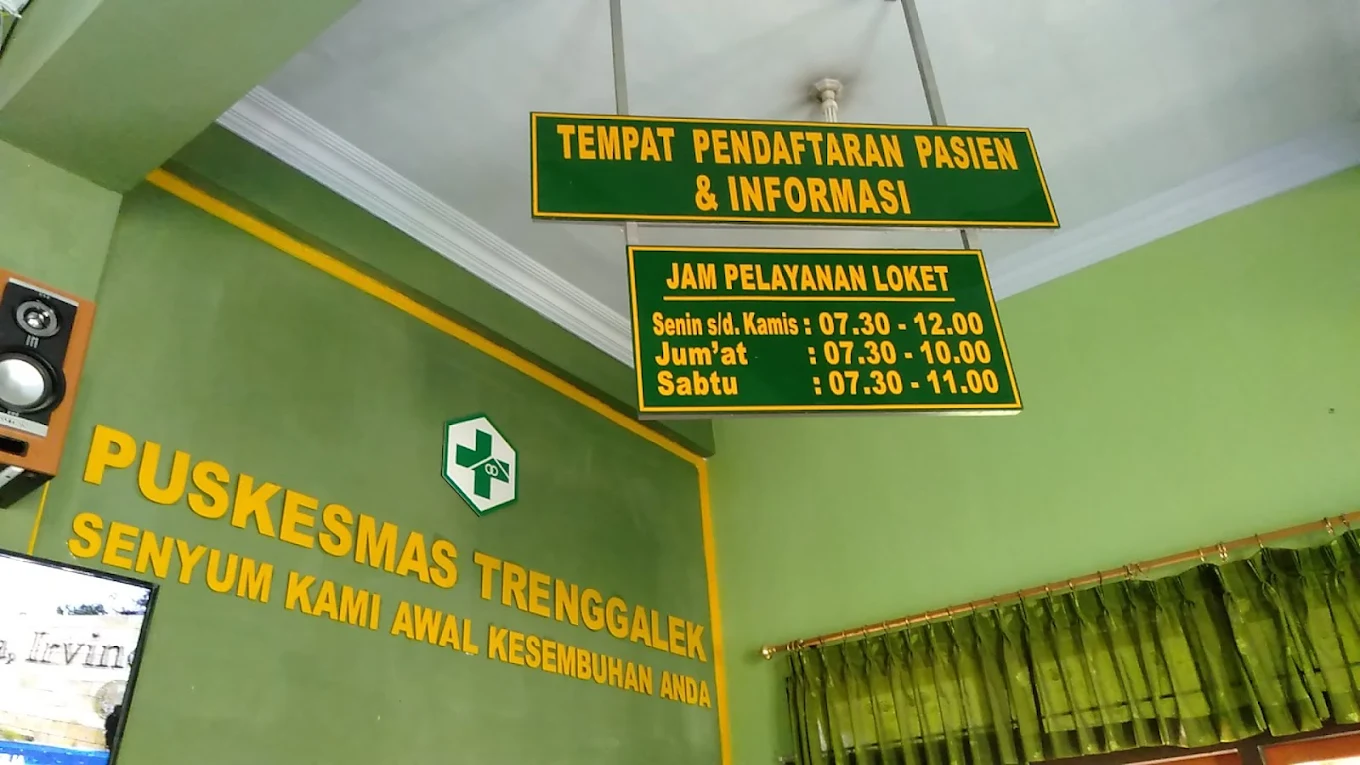 TEMPAT PENDAFTARAN PASIEN
& INFORMASI
JAM PELAYANAN LOKET
Senin s/d. Kamis : 07.30 - 12.00
Jum'at : 07.30 - 10.00
Sabtu : 07.30 - 11.00
PUSKESMAS TRENGGALEK
SENYUM KAMI AWAL KESEMBUHAN ANDA